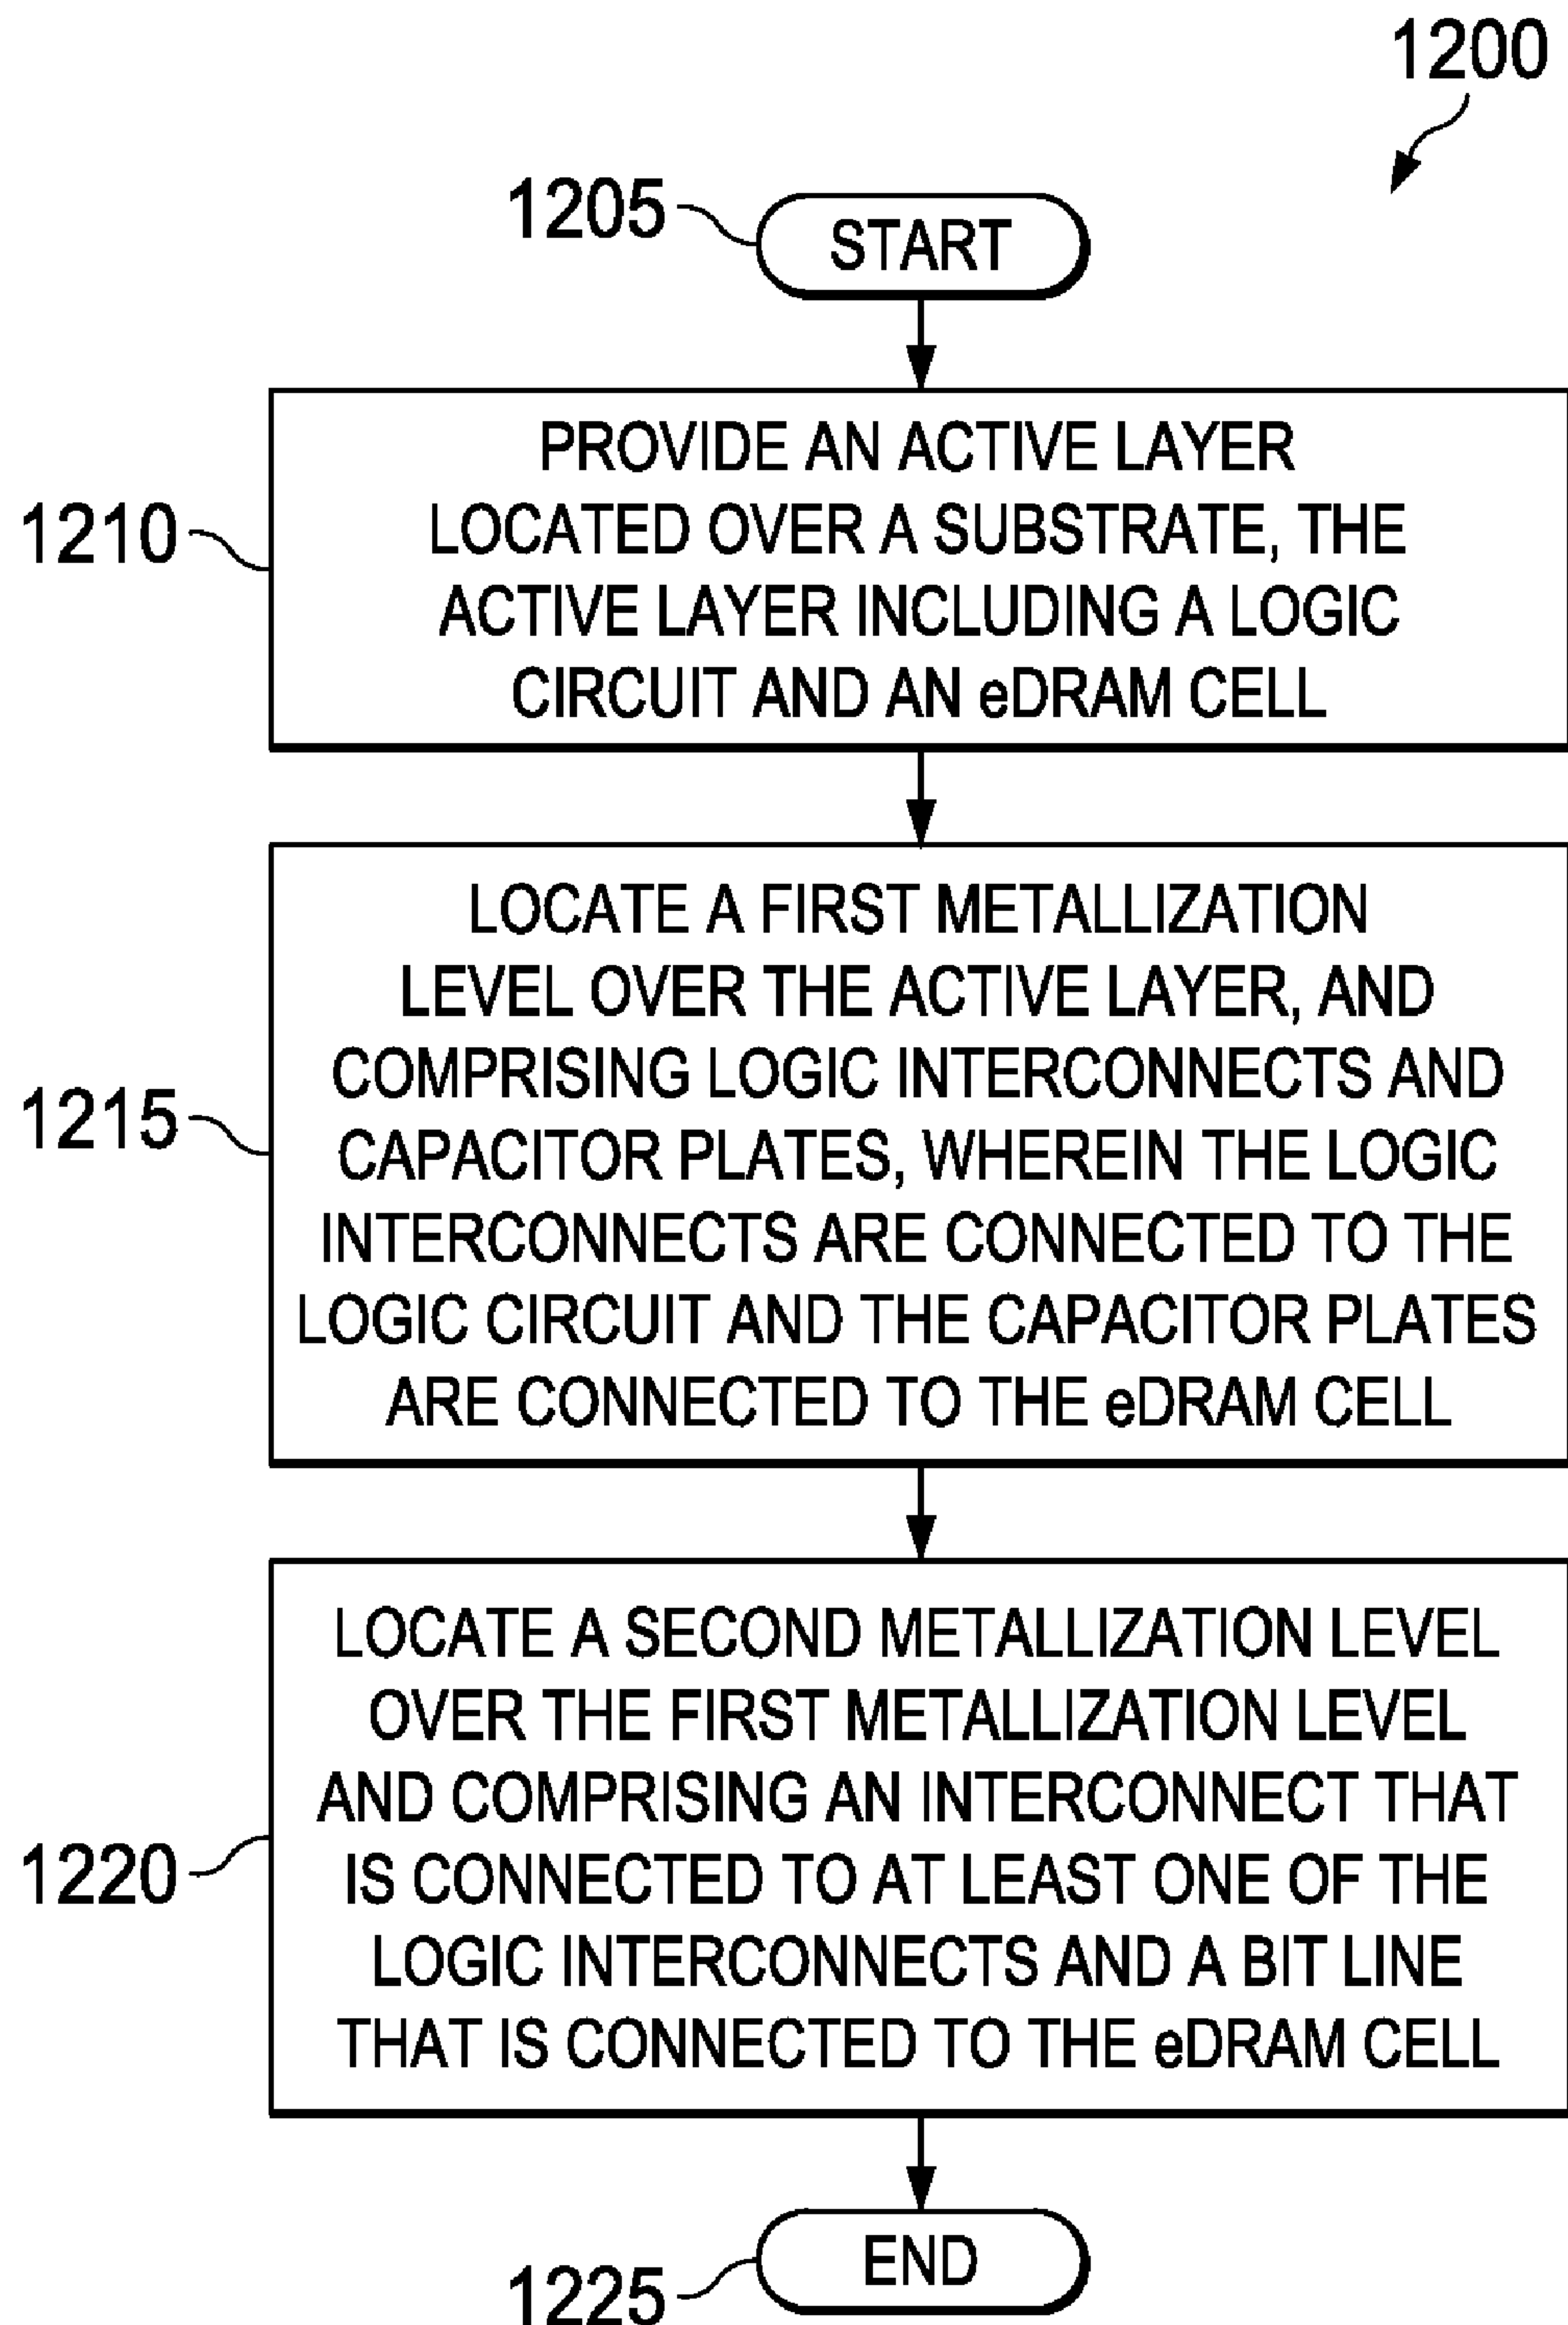 1200
1205
START
PROVIDE AN ACTIVE LAYER
LOCATED OVER A SUBSTRATE, THE
1210
ACTIVE LAYER INCLUDING A LOGIC
CIRCUIT AND AN eDRAM CELL
LOCATE A FIRST METALLIZATION
LEVEL OVER THE ACTIVE LAYER, AND
COMPRISING LOGIC INTERCONNECTS AND
1215
CAPACITOR PLATES, WHEREIN THE LOGIC
INTERCONNECTS ARE CONNECTED TO THE
LOGIC CIRCUIT AND THE CAPACITOR PLATES
ARE CONNECTED TO THE eDRAM CELL
LOCATE A SECOND METALLIZATION LEVEL
OVER THE FIRST METALLIZATION LEVEL
AND COMPRISING AN INTERCONNECT THAT
1220
IS CONNECTED TO AT LEAST ONE OF THE
LOGIC INTERCONNECTS AND A BIT LINE
THAT IS CONNECTED TO THE eDRAM CELL
END
1225